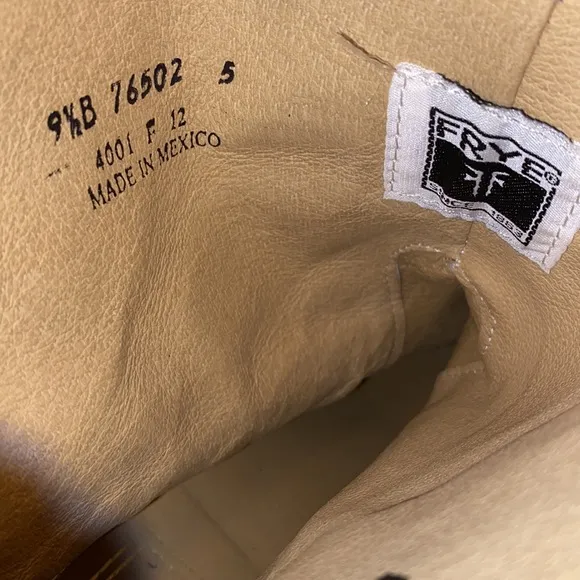 9½B 76502 5
4001 F 12
MADE IN MEXICO
FRYE®
SINCE 1863